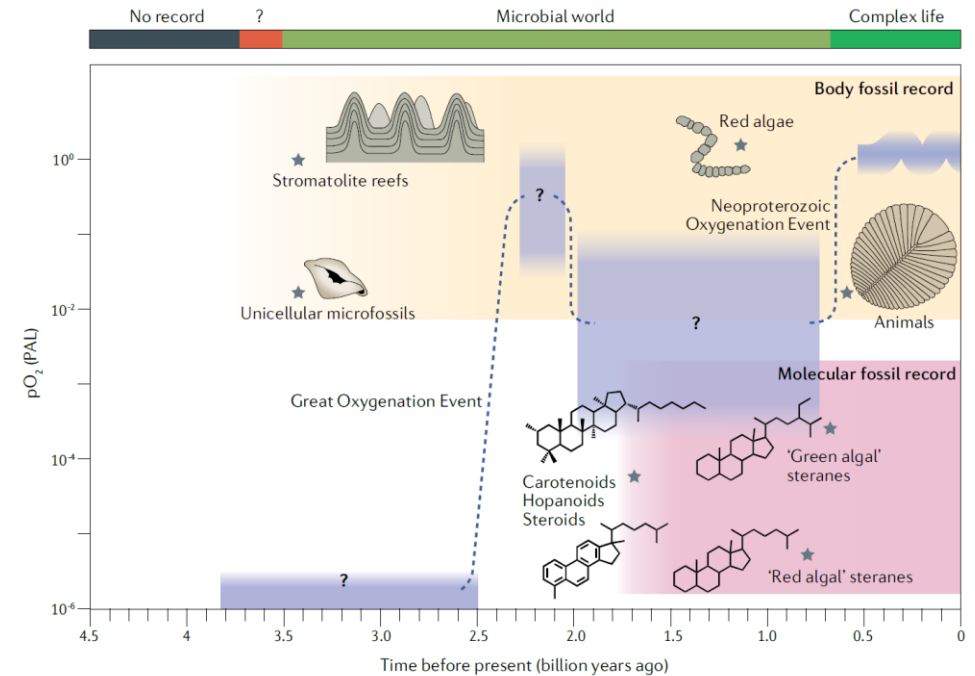 No record
?
Microbial world
Complex life
Body fossil record
Red algae
Stromatolite reefs
?
Neoproterozoic
Oxygenation Event
Unicellular microfossils
Animals
?
Molecular fossil record
Great Oxygenation Event
'Green algal'
steranes
Carotenoids
Hopanoids
Steroids
'Red algal' steranes
?
pO2 (PAL)
10^0
10^-2
10^-4
10^-6
4.5 4 3.5 3.0 2.5 2.0 1.5 1.0 0.5 0
Time before present (billion years ago)